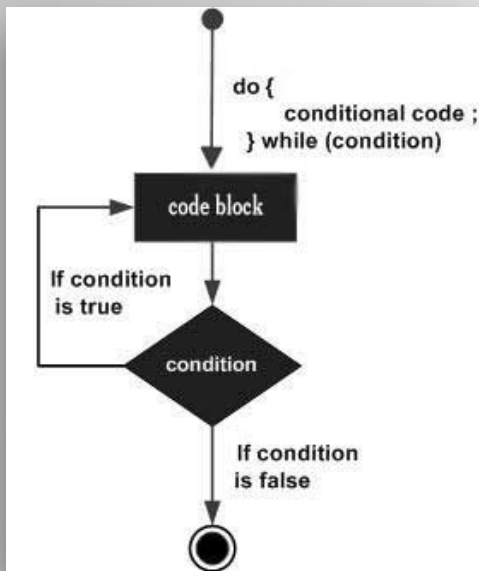 do {
conditional code ;
} while (condition)
code block
If condition
is true
condition
If condition
is false